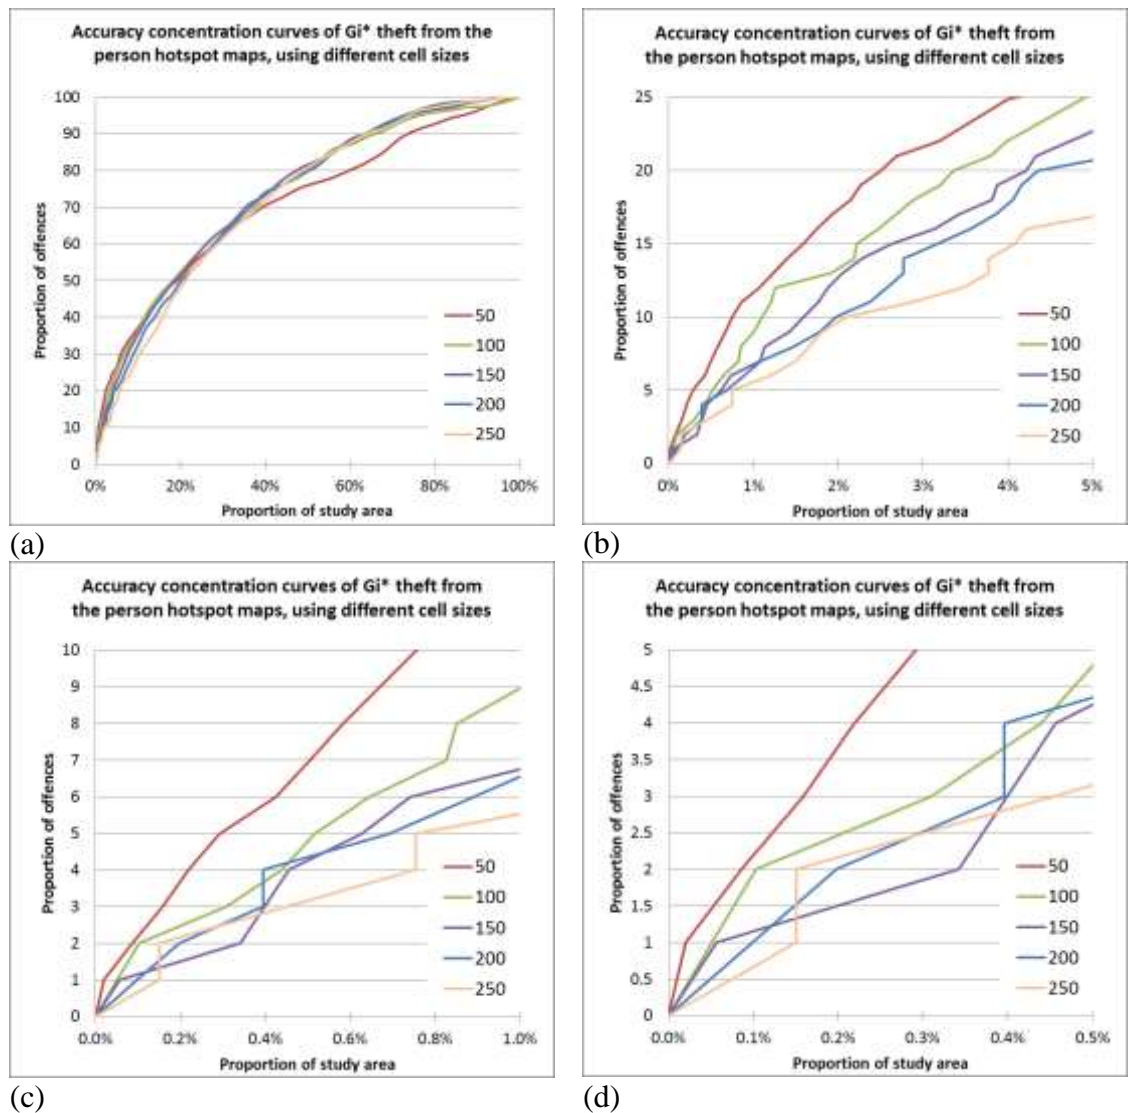 Accuracy concentration curves of Gi* theft from the
person hotspot maps, using different cell sizes
Proportion of offences
100
90
80
70
60
50
40
30
20
10
0
50
100
150
200
250
0% 20% 40% 60% 80% 100%
Proportion of study area
(a)
Accuracy concentration curves of Gi* theft from
the person hotspot maps, using different cell sizes
Proportion of offences
25
20
15
10
5
0
50
100
150
200
250
0% 1% 2% 3% 4% 5%
Proportion of study area
(b)
Accuracy concentration curves of Gi* theft from
the person hotspot maps, using different cell sizes
Proportion of offences
10
9
8
7
6
5
4
3
2
1
0
50
100
150
200
250
0.0% 0.2% 0.4% 0.6% 0.8% 1.0%
Proportion of study area
(c)
Accuracy concentration curves of Gi* theft from
the person hotspot maps, using different cell sizes
Proportion of offences
5
4.5
4
3.5
3
2.5
2
1.5
1
0.5
0
50
100
150
200
250
0.0% 0.1% 0.2% 0.3% 0.4% 0.5%
Proportion of study area
(d)